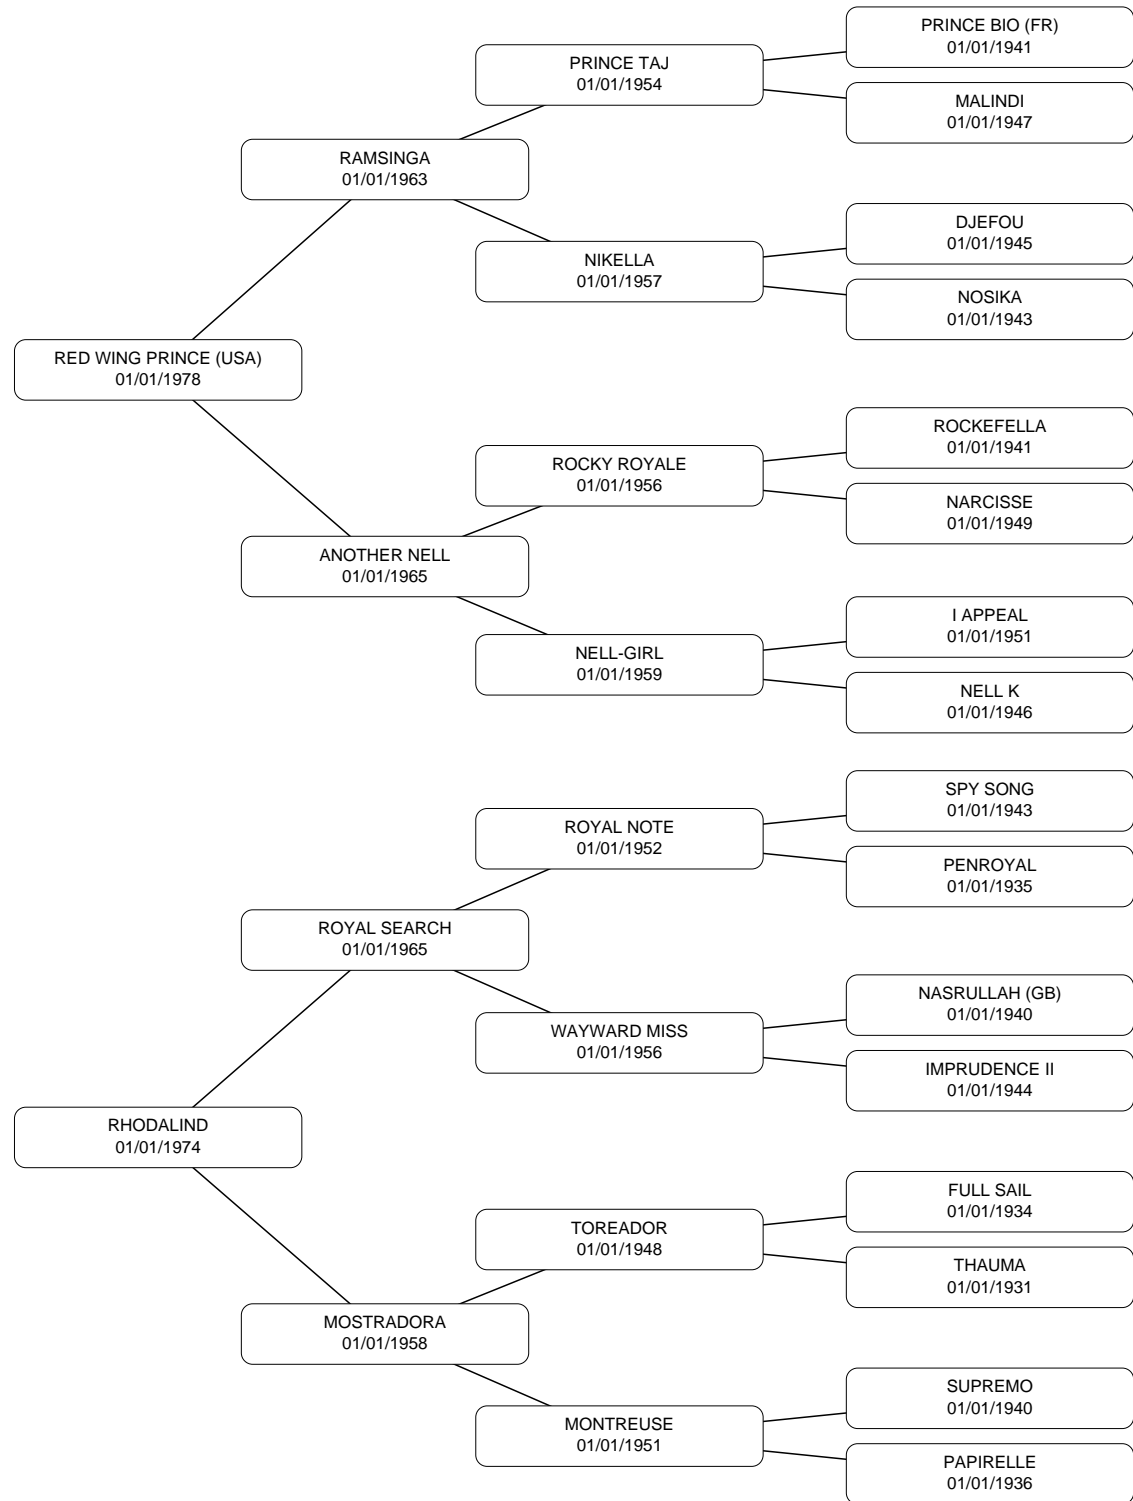 PRINCE BIO (FR)
01/01/1941
PRINCE TAJ
01/01/1954
MALINDI
01/01/1947
RAMSINGA
01/01/1963
DJEFOU
01/01/1945
NIKELLA
01/01/1957
NOSIKA
01/01/1943
RED WING PRINCE (USA)
01/01/1978
ROCKEFELLA
01/01/1941
ROCKY ROYALE
01/01/1956
NARCISSE
01/01/1949
ANOTHER NELL
01/01/1965
I APPEAL
01/01/1951
NELL-GIRL
01/01/1959
NELL K
01/01/1946
SPY SONG
01/01/1943
ROYAL NOTE
01/01/1952
PENROYAL
01/01/1935
ROYAL SEARCH
01/01/1965
NASRULLAH (GB)
01/01/1940
WAYWARD MISS
01/01/1956
IMPRUDENCE II
01/01/1944
RHODALIND
01/01/1974
FULL SAIL
01/01/1934
TOREADOR
01/01/1948
THAUMA
01/01/1931
MOSTRADORA
01/01/1958
SUPREMO
01/01/1940
MONTREUSE
01/01/1951
PAPIRELLE
01/01/1936